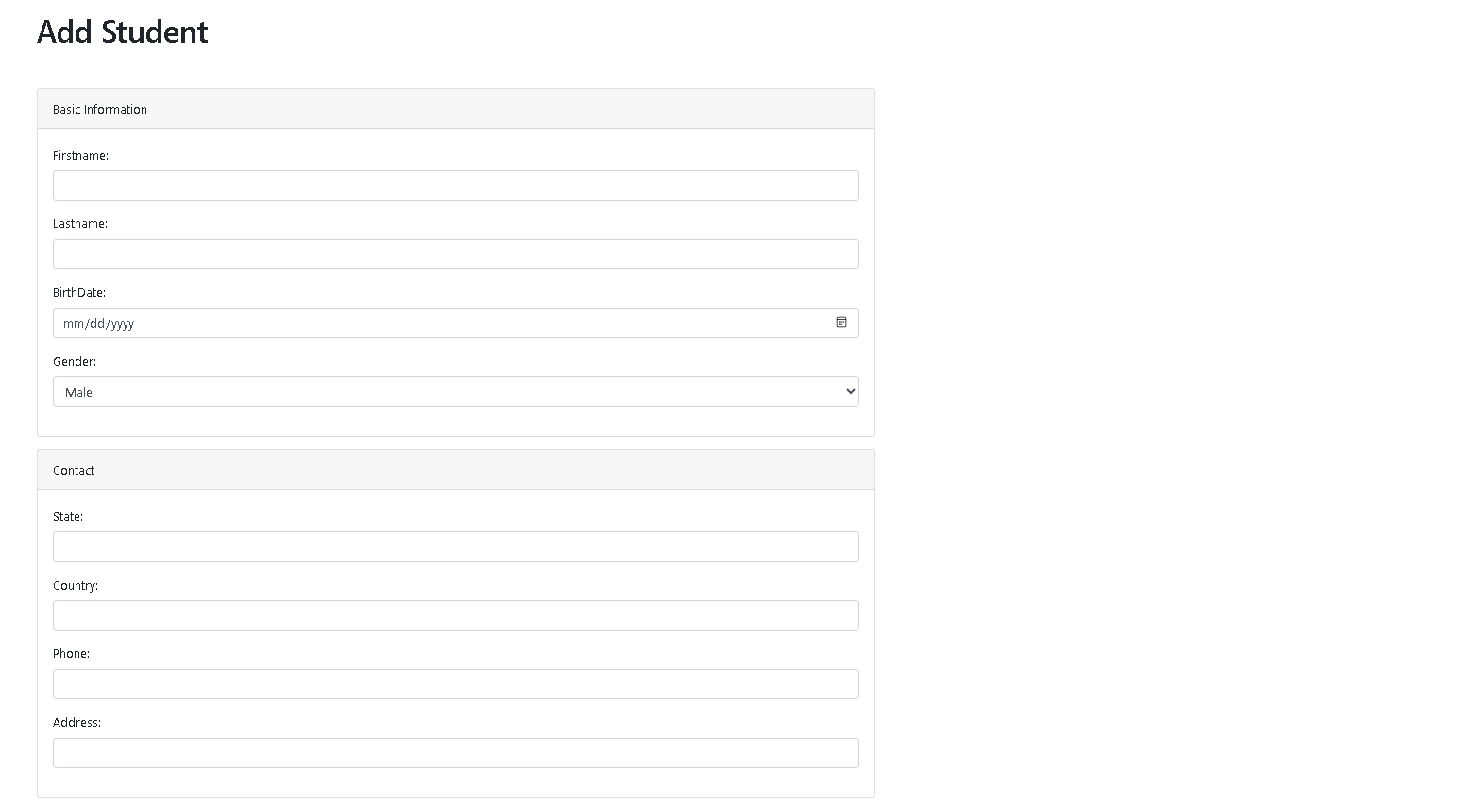 Add Student
Basic Information
Firstname:
Lastname:
BirthDate:
mm/dd/yyyy
Gender:
Male
Contact
State:
Country:
Phone:
Address: